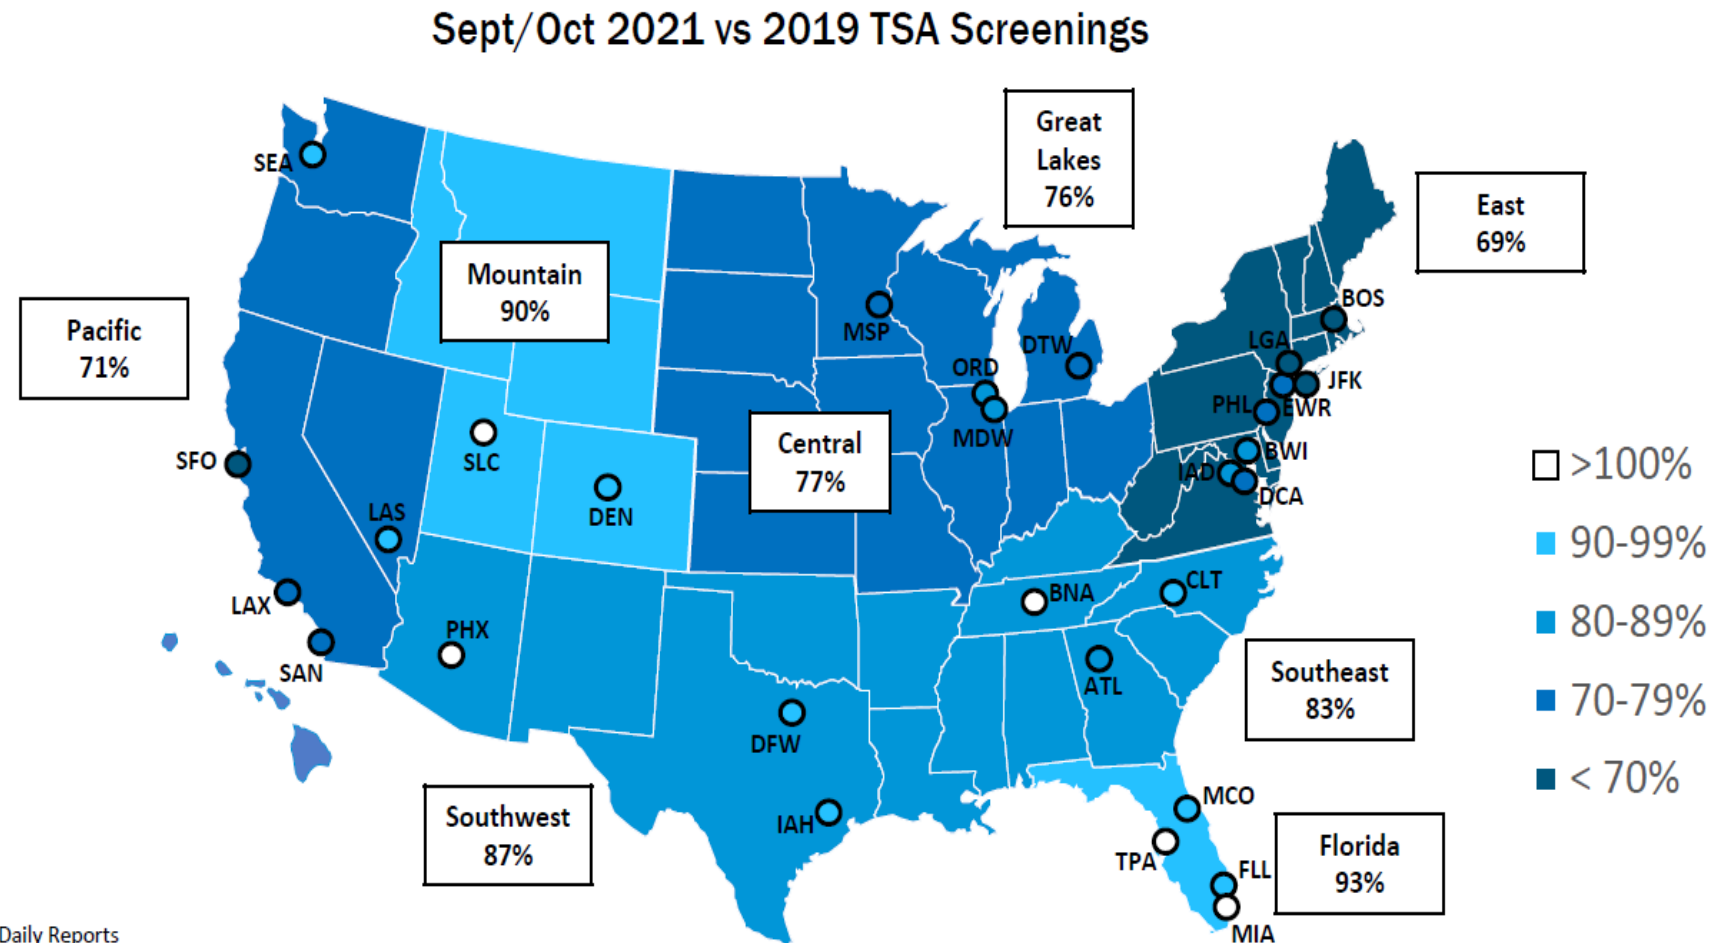 Sept/Oct 2021 vs 2019 TSA Screenings
Great
Lakes
76%
East
69%
Mountain
90%
Pacific
71%
Central
77%
Southeast
83%
Southwest
87%
Florida
93%
SEA
MSP
DTW
ORD
MDW
BOS
LGA
JFK
EWR
PHL
BWI
IAD
DCA
SFO
SLC
DEN
LAS
LAX
SAN
PHX
BNA
CLT
ATL
DFW
IAH
MCO
TPA
FLL
MIA
>100%
90-99%
80-89%
70-79%
< 70%
Daily Reports